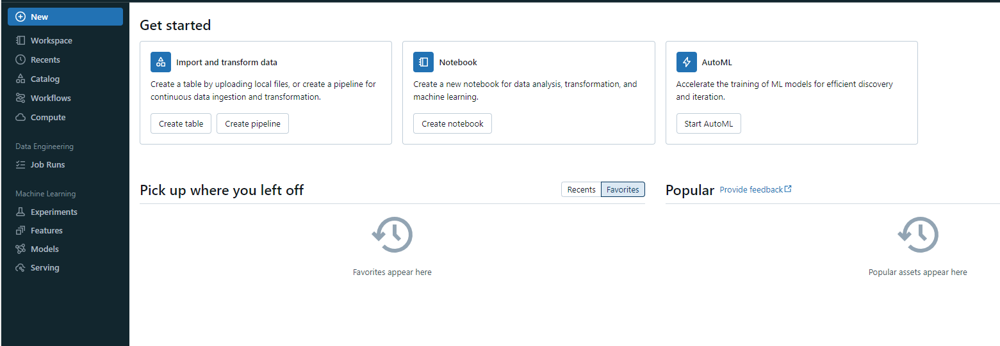 New
Workspace
Recents
Catalog
Workflows
Compute
Data Engineering
Job Runs
Machine Learning
Experiments
Features
Models
Serving
Get started
Import and transform data
Create a table by uploading local files, or create a pipeline for
continuous data ingestion and transformation.
Create table Create pipeline
Notebook
Create a new notebook for data analysis, transformation, and
machine learning.
Create notebook
AutoML
Accelerate the training of ML models for efficient discovery
and iteration.
Start AutoML
Pick up where you left off
Recents Favorites
Favorites appear here
Popular Provide feedback
Popular assets appear here